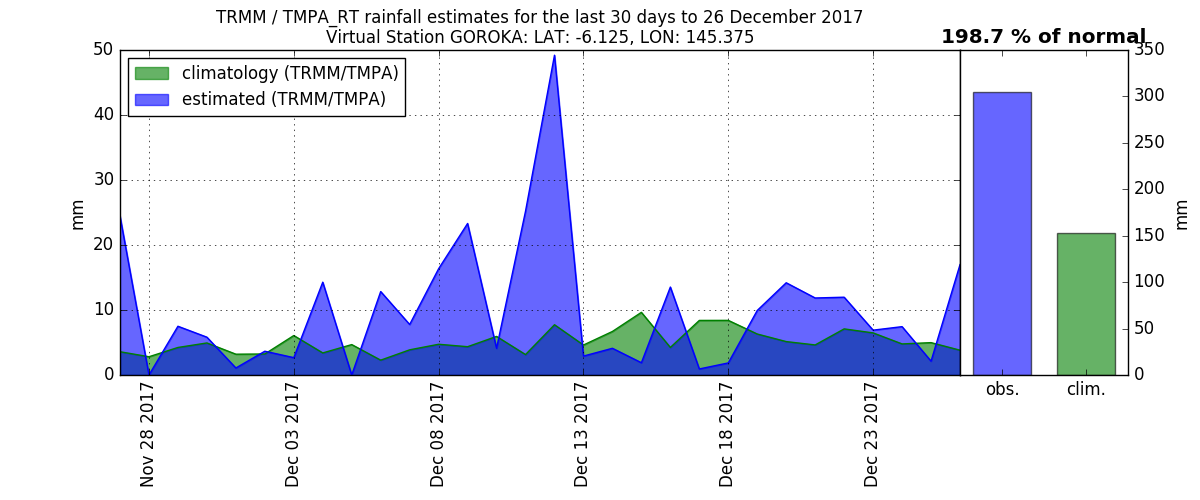 TRMM / TMPA_RT rainfall estimates for the last 30 days to 26 December 2017
Virtual Station GOROKA: LAT: -6.125, LON: 145.375
198.7 % of normal
climatology (TRMM/TMPA)
estimated (TRMM/TMPA)
50
40
30
20
10
0
mm
Nov 28 2017
Dec 03 2017
Dec 08 2017
Dec 13 2017
Dec 18 2017
Dec 23 2017
350
300
250
200
150
100
50
0
mm
obs.
clim.